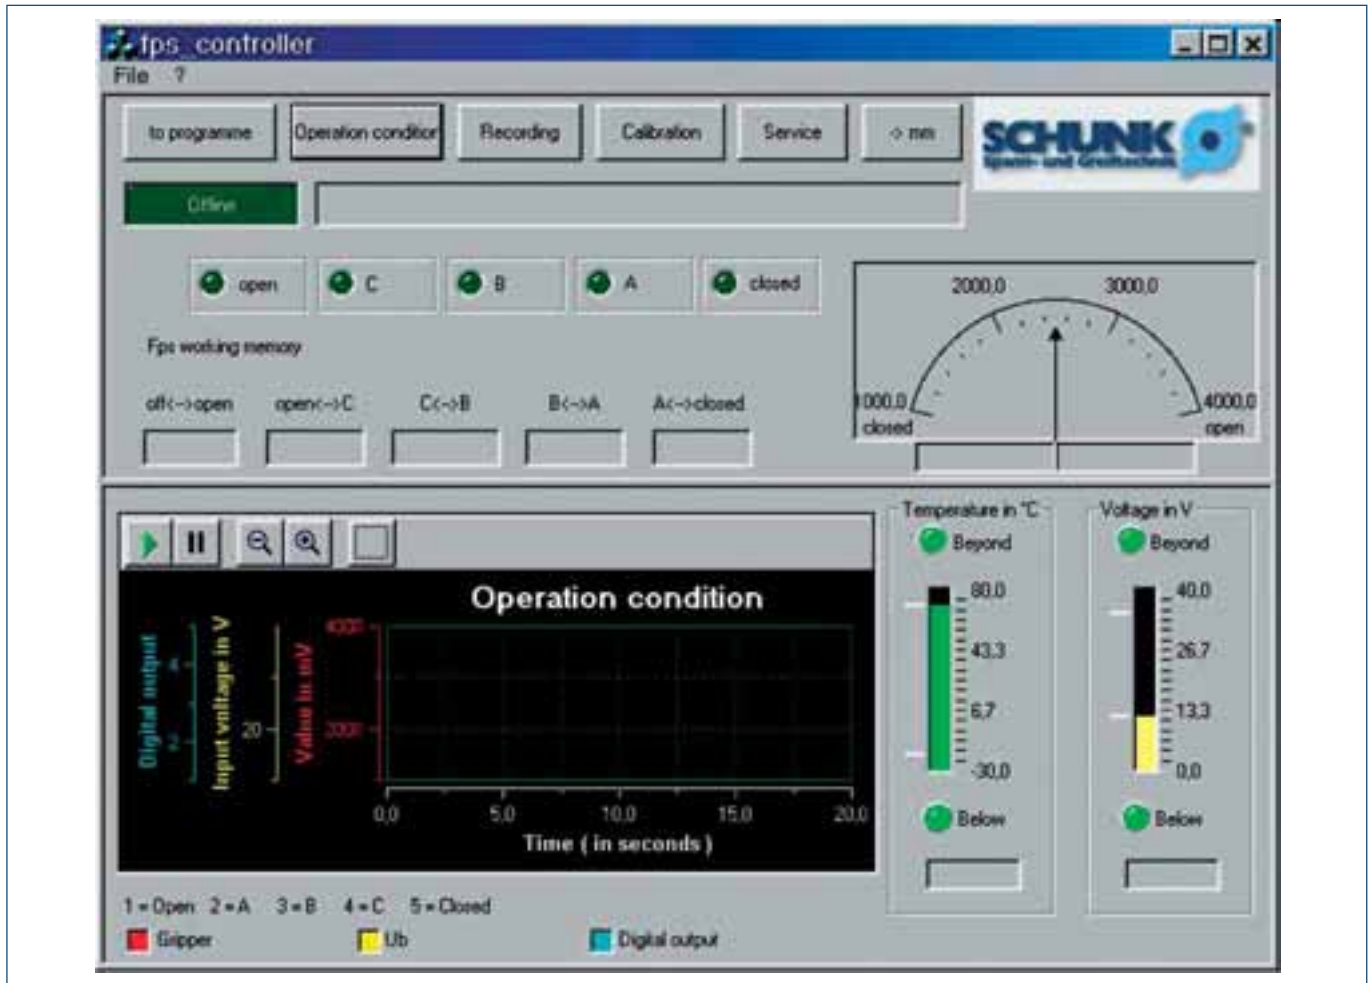 fps_controller
File ?
to programme Operation condition Recording Calibration Service -> mm
SCHUNK
Spann- und Greiftechnik
Offline
open C B A closed
2000,0 3000,0
Fps working memory
off<-->open open<-->C C<->B B<->A A<->closed
1000,0 4000,0
closed open
Temperature in °C Voltage in V
Beyond Beyond
Operation condition
80.0 40.0
43.3 26.7
6,7 13,3
-30,0 0,0
Digital output
4
2
Input voltage in V
20
Value in mV
4000
2000
0,0 5,0 10,0 15,0 20,0
Time ( in seconds )
Below Below
1 = Open 2 = A 3 = B 4 = C 5 = Closed
Gripper Ub Digital output